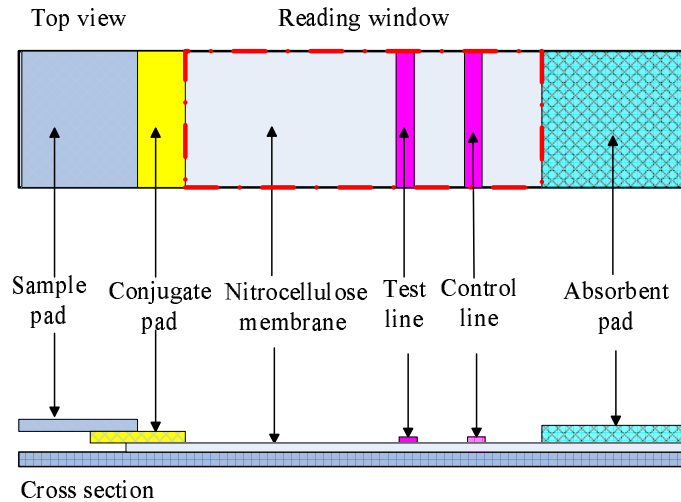 Top view
Reading window
Sample
pad
Conjugate
pad
Nitrocellulose
membrane
Test
line
Control
line
Absorbent
pad
Cross section